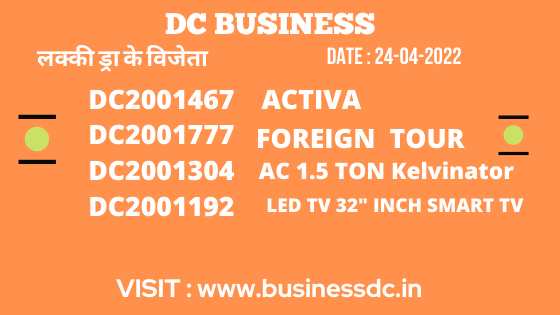 DC BUSINESS
लक्की ड्रा के विजेता DATE : 24-04-2022
DC2001467 ACTIVA
DC2001777 FOREIGN TOUR
DC2001304 AC 1.5 TON Kelvinator
DC2001192 LED TV 32" INCH SMART TV
VISIT : www.businessdc.in